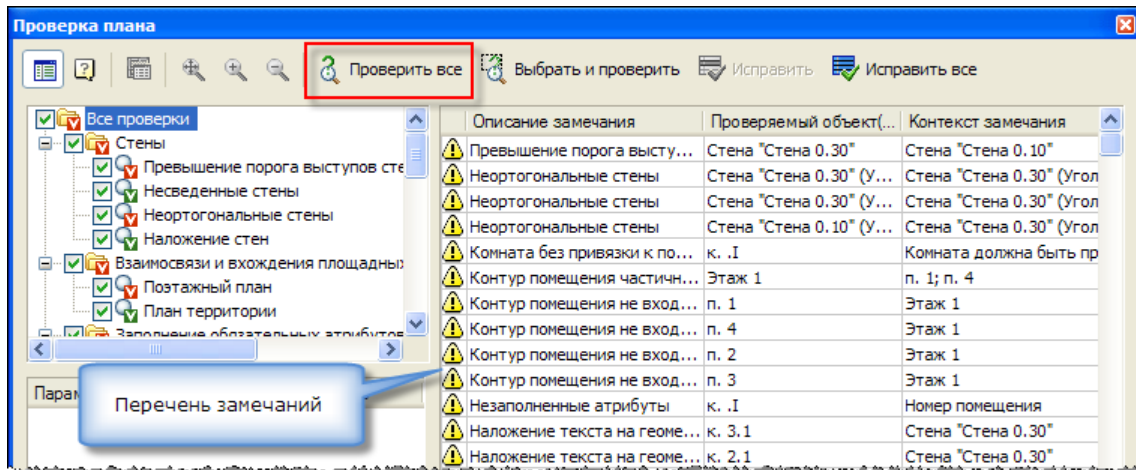 Проверка плана
Проверить все Выбрать и проверить Исправить Исправить все
Все проверки
Стены
Превышение порога выступов сте
Несведенные стены
Неортогональные стены
Наложение стен
Взаимосвязи и вхождения площадных
Поэтажный план
План территории
Заполнение обязательных атрибутов
Парам
Перечень замечаний
Описание замечания Проверяемый объект(... Контекст замечания
Превышение порога высту... Стена "Стена 0.30" Стена "Стена 0.10"
Неортогональные стены Стена "Стена 0.30" (У... Стена "Стена 0.30" (Угол
Неортогональные стены Стена "Стена 0.30" (У... Стена "Стена 0.30" (Угол
Неортогональные стены Стена "Стена 0.10" (У... Стена "Стена 0.30" (Угол
Комната без привязки к по... к. .I Комната должна быть пр
Контур помещения частичн... Этаж 1 п. 1; п. 4
Контур помещения не вход... п. 1 Этаж 1
Контур помещения не вход... п. 4 Этаж 1
Контур помещения не вход... п. 2 Этаж 1
Контур помещения не вход... п. 3 Этаж 1
Незаполненные атрибуты к. .I Номер помещения
Наложение текста на геоме... к. 3.1 Стена "Стена 0.30"
Наложение текста на геоме... к. 2.1 Стена "Стена 0.30"